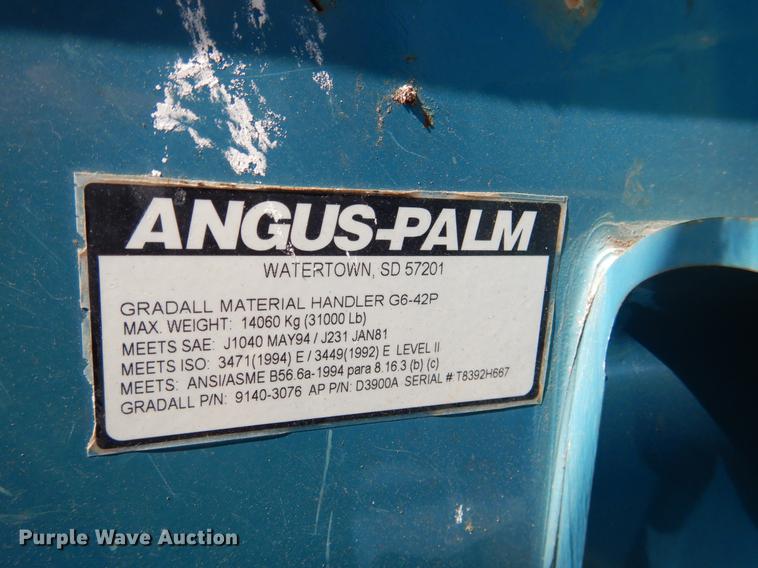 ANGUS-PALM
WATERTOWN, SD 57201
GRADALL MATERIAL HANDLER G6-42P
MAX. WEIGHT: 14060 Kg (31000 Lb)
MEETS SAE: J1040 MAY94 / J231 JAN81
MEETS ISO: 3471(1994) E / 3449(1992) E LEVEL II
MEETS: ANSI/ASME B56.6a-1994 para 8.16.3 (b) (c)
GRADALL P/N: 9140-3076 AP P/N: D3900A SERIAL # T8392H667
Purple Wave Auction